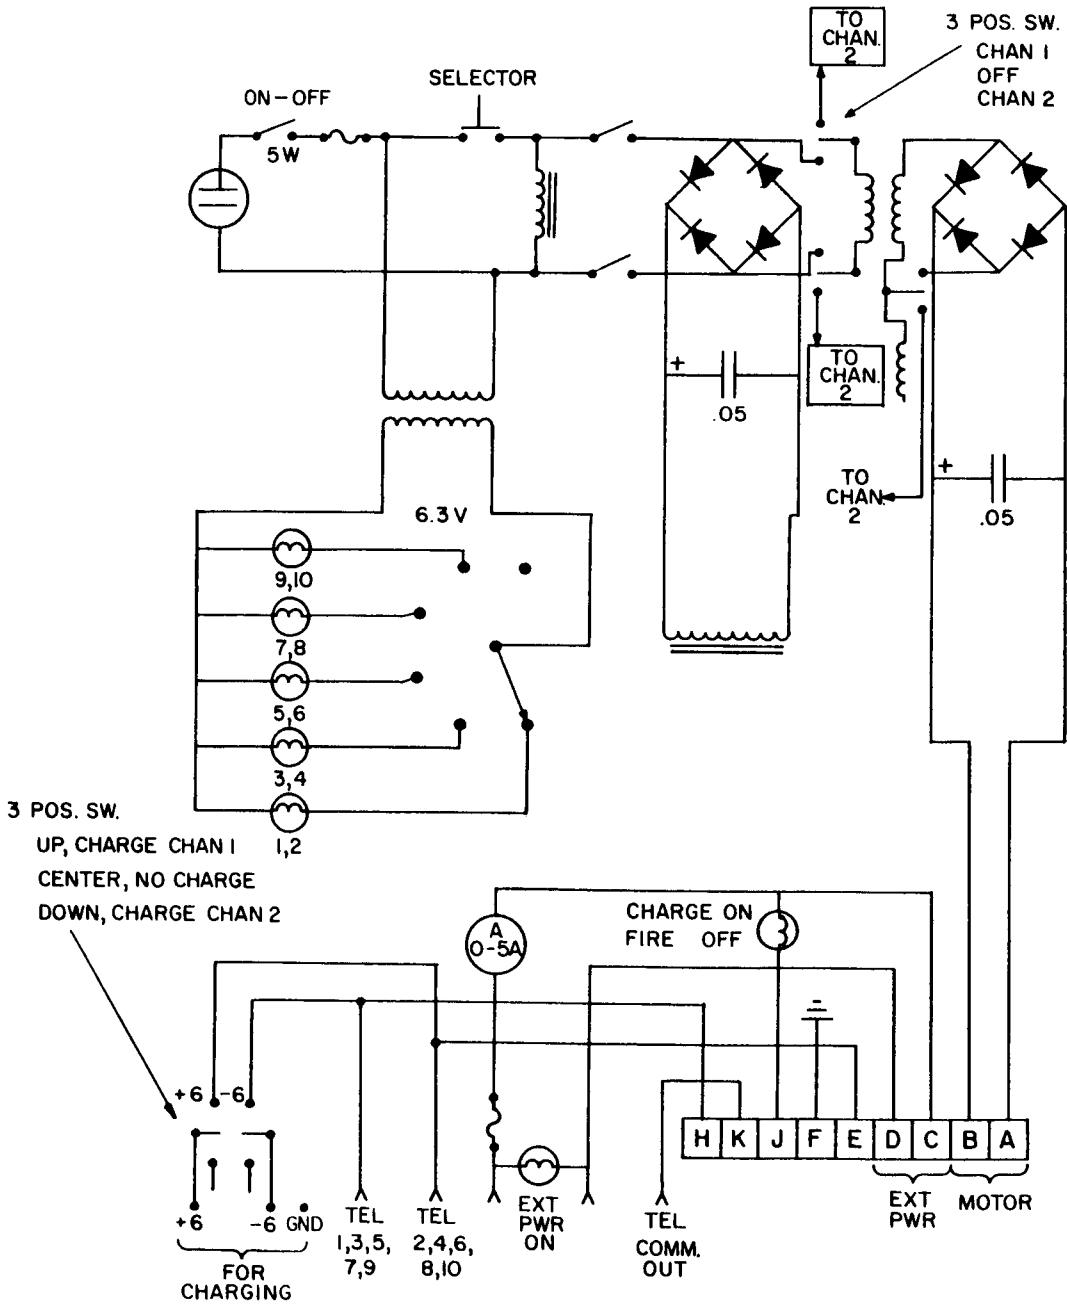 TO
CHAN.
2
3 POS. SW.
CHAN 1
OFF
CHAN 2
SELECTOR
ON-OFF
5W
+
.05
TO
CHAN.
2
TO
CHAN
2
+
.05
6.3 V
9,10
7,8
5,6
3,4
1,2
3 POS. SW.
UP, CHARGE CHAN 1
CENTER, NO CHARGE
DOWN, CHARGE CHAN 2
A
0-5A
CHARGE ON
FIRE OFF
+6 -6
H K J F E D C B A
+6 -6 GND
FOR
CHARGING
TEL
1,3,5,
7,9
TEL
2,4,6,
8,10
EXT
PWR
ON
TEL
COMM.
OUT
EXT
PWR
MOTOR